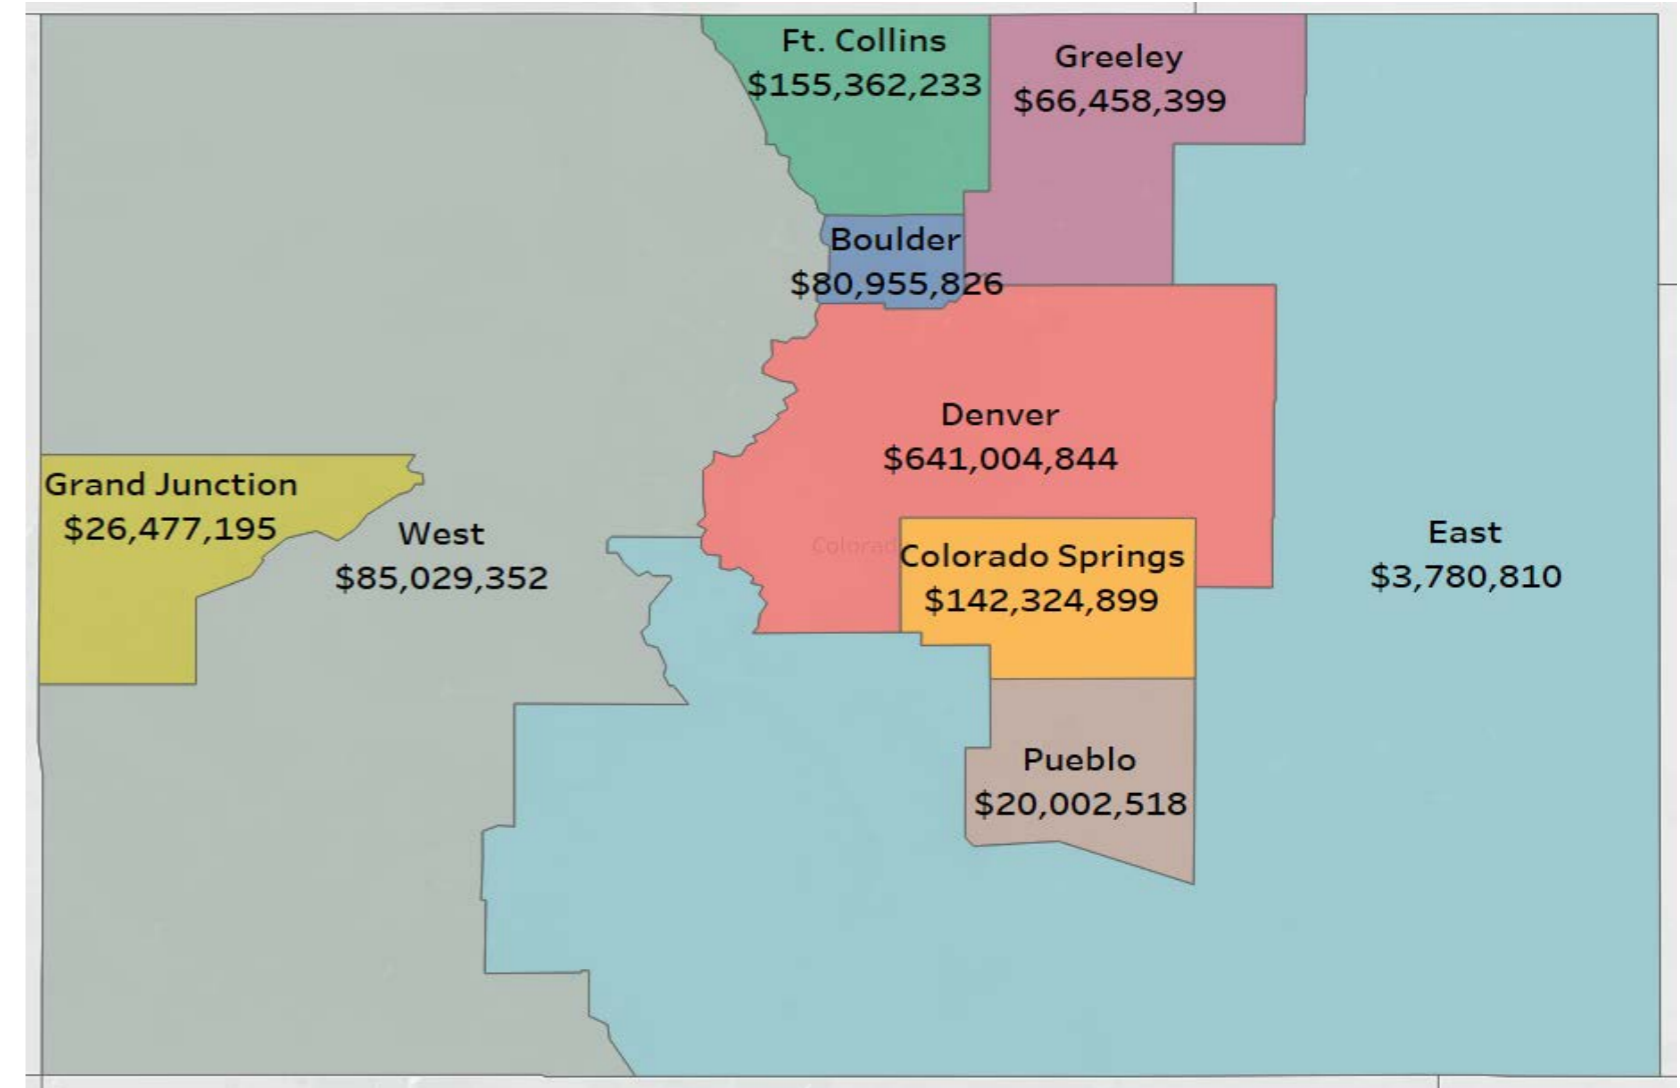 Ft. Collins
$155,362,233
Greeley
$66,458,399
Boulder
$80,955,826
Denver
$641,004,844
Grand Junction
$26,477,195
West
$85,029,352
Colorado Springs
$142,324,899
East
$3,780,810
Pueblo
$20,002,518